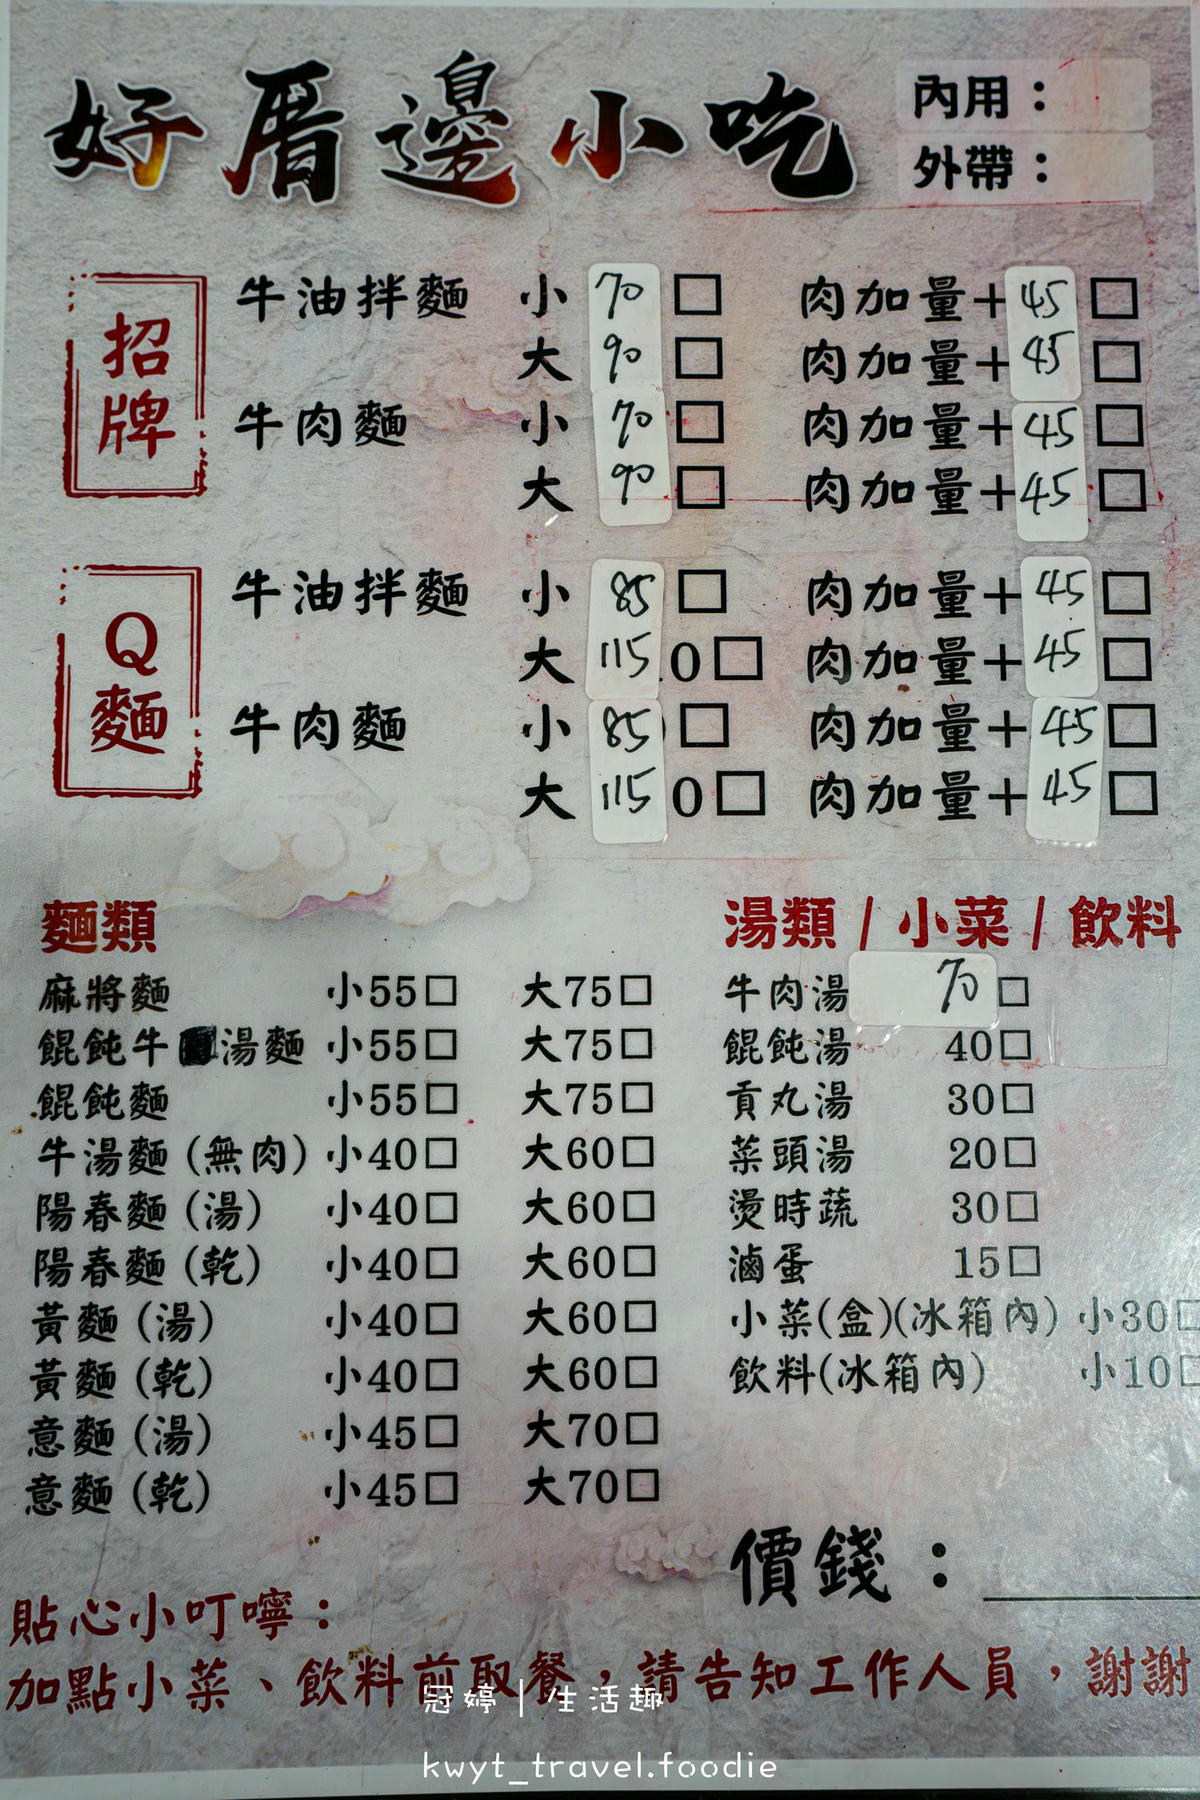 好厝邊小吃
內用：
外帶：
招牌
牛油拌麵 小 70 □ 肉加量+45 □
大 90 □ 肉加量+45 □
牛肉麵 小 70 □ 肉加量+45 □
大 90 □ 肉加量+45 □
Q麵
牛油拌麵 小 85 □ 肉加量+45 □
大 115 0 □ 肉加量+45 □
牛肉麵 小 85 □ 肉加量+45 □
大 115 0 □ 肉加量+45 □
麵類
麻將麵 小55□ 大75□
餛飩牛 湯麵 小55□ 大75□
餛飩麵 小55□ 大75□
牛湯麵 (無肉) 小40□ 大60□
陽春麵 (湯) 小40□ 大60□
陽春麵 (乾) 小40□ 大60□
黃麵 (湯) 小40□ 大60□
黃麵 (乾) 小40□ 大60□
意麵 (湯) 小45□ 大70□
意麵 (乾) 小45□ 大70□
湯類 / 小菜 / 飲料
牛肉湯 70 □
餛飩湯 40□
貢丸湯 30□
菜頭湯 20□
燙時蔬 30□
滷蛋 15□
小菜(盒)(冰箱內) 小30□
飲料(冰箱內) 小10□
價錢：
貼心小叮嚀：
加點小菜、飲料前取餐，請告知工作人員，謝謝
冠婷 | 生活趣
kwyt_travel.foodie